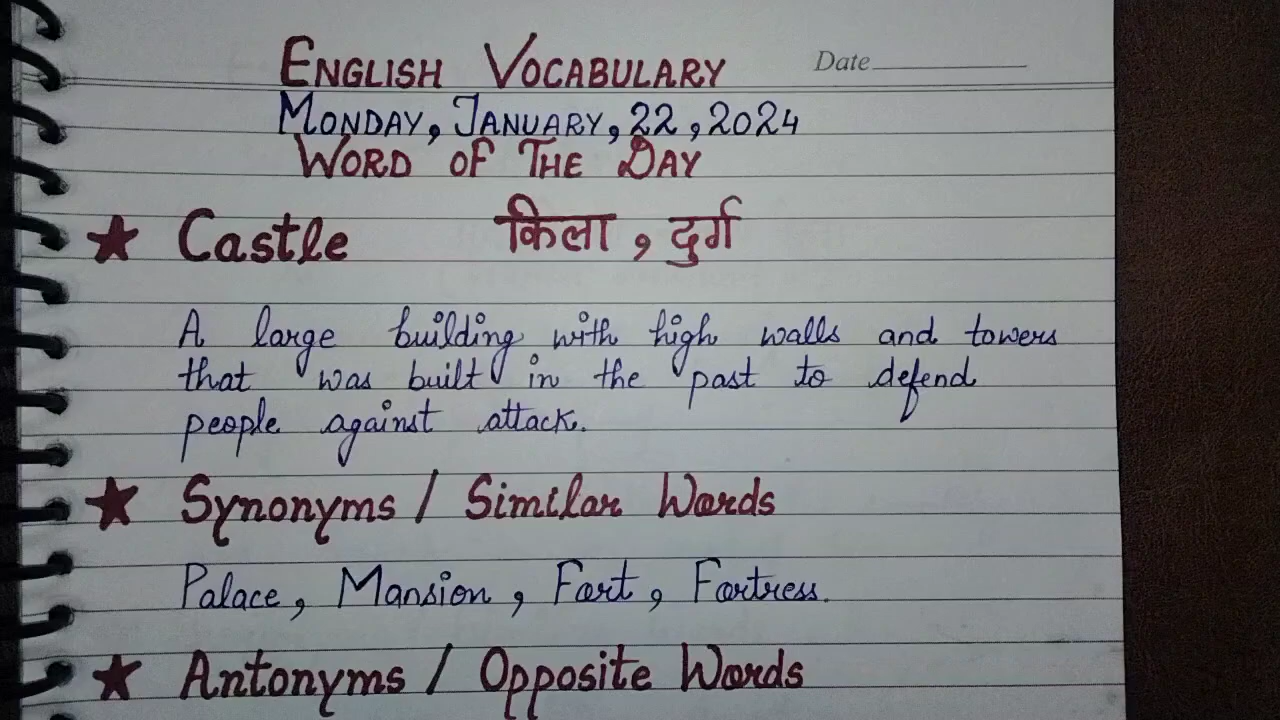 ENGLISH VOCABULARY
Date
MONDAY, JANUARY, 22, 2024
WORD OF THE DAY
Castle किला, दुर्ग
A large building with high walls and towers
that was built in the past to defend
people against attack.
Synonyms / Similar Words
Palace, Mansion, Fort, Fortress.
Antonyms / Opposite Words